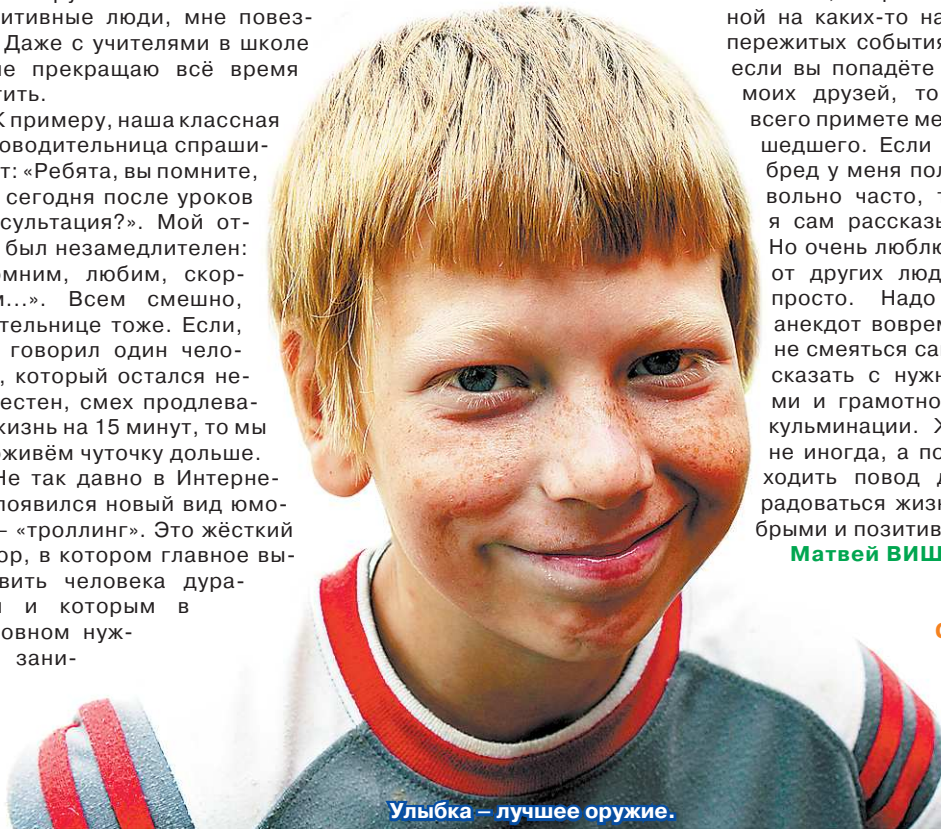 итивные люди, мне повез-
Даже с учителями в школе
е прекращаю всё время
тить.
К примеру, наша классная
оводительница спраши-
т: «Ребята, вы помните,
сегодня после уроков
сультация?». Мой от-
был незамедлителен:
омним, любим, скор-
м...». Всем смешно,
тельнице тоже. Если,
говорил один чело-
, который остался не-
естен, смех продлева-
жизнь на 15 минут, то мы
оживём чуточку дольше.
Не так давно в Интерне-
появился новый вид юмо-
– «троллинг». Это жёсткий
ор, в котором главное вы-
вить человека дура-
и которым в
овном нуж-
зани-
ной на каких-то на
пережитых события
если вы попадёте
моих друзей, то
всего примете ме
шедшего. Если
бред у меня пол
вольно часто, т
я сам рассказы
Но очень люблю
от других люд
просто. Надо
анекдот воврем
не смеяться са
сказать с нужн
ми и грамотно
кульминации. Ж
не иногда, а по
ходить повод д
радоваться жизн
брыми и позитив
Матвей ВИШ
Улыбка – лучшее оружие.